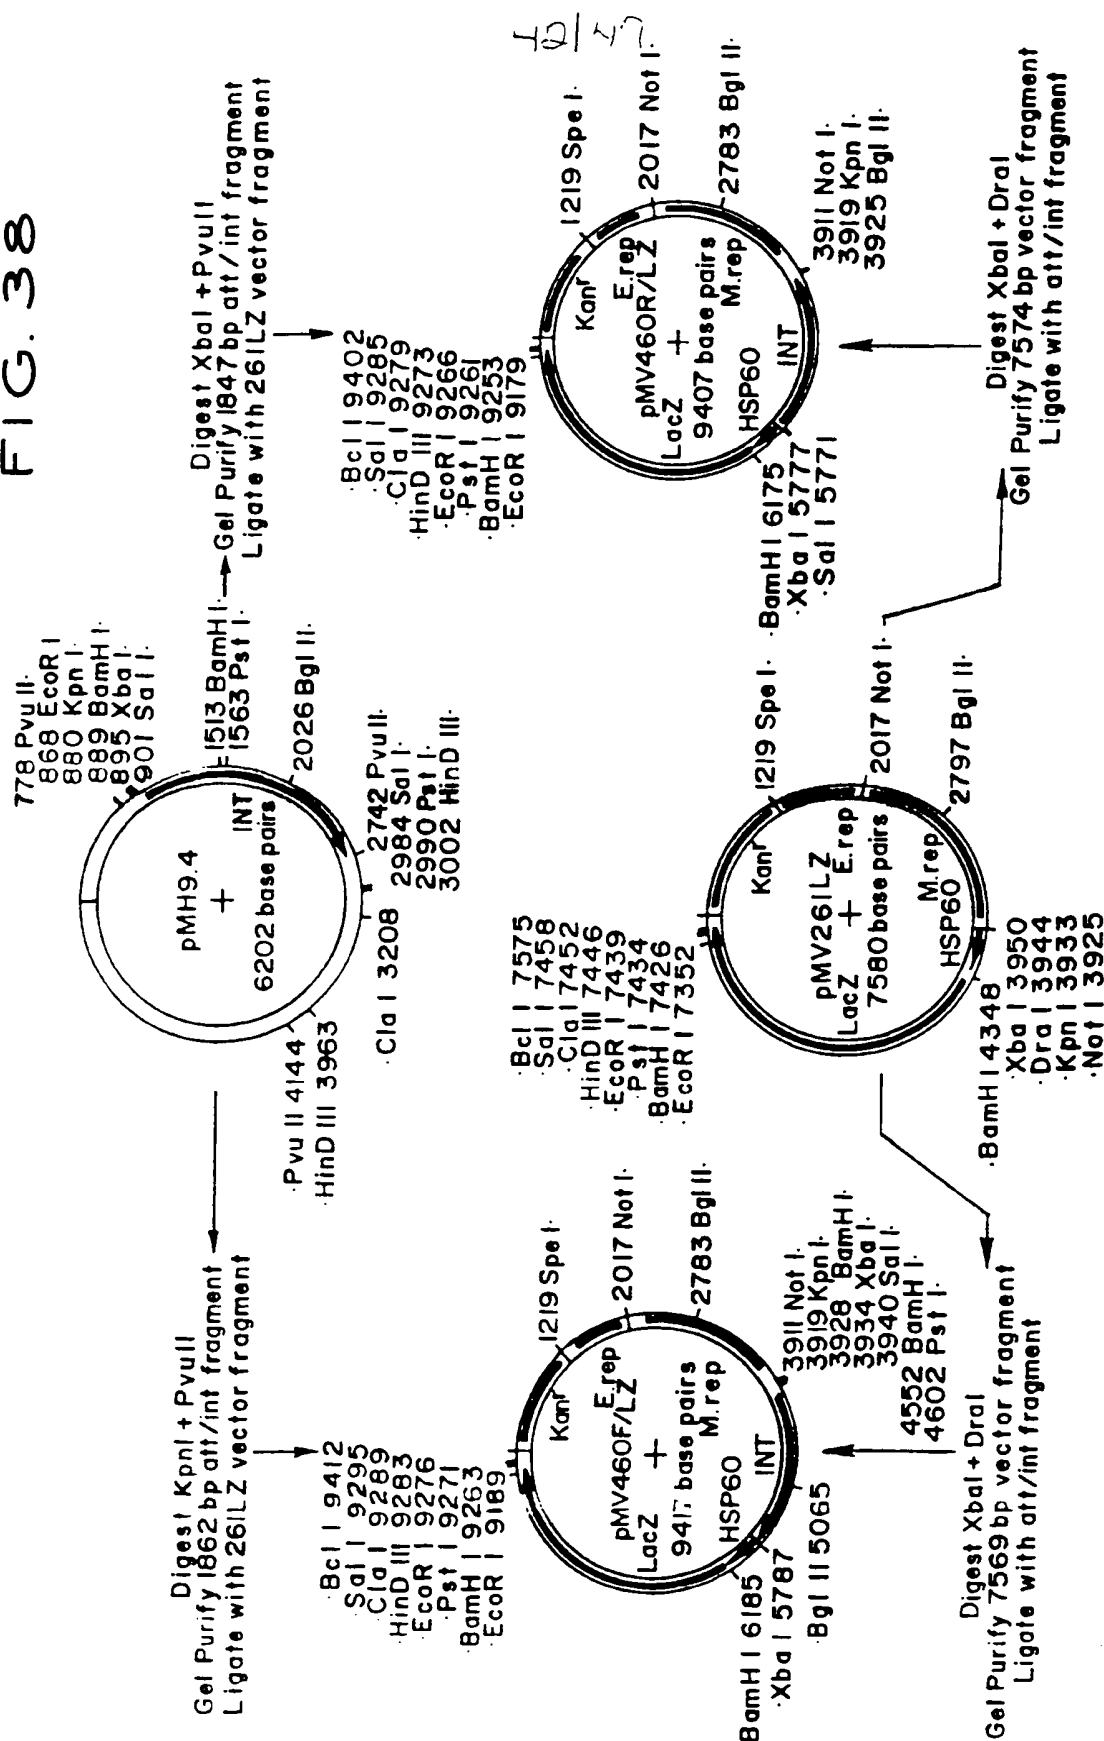 42/47
FIG. 38
Digest KpnI + PvuII
Gel Purify 1862 bp att/int fragment
Ligate with 261LZ vector fragment
778 Pvu II
868 EcoR I
880 Kpn I
889 BamH I
895 Xba I
901 Sal I
1513 BamH I
1563 Pst I
2026 Bgl II
2742 Pvu II
2984 Sal I
2990 Pst I
3002 HinD III
Cla I 3208
HinD III 3963
Pvu II 4144
pMH9.4
+
INT
6202 base pairs
Digest XbaI + PvuII
Gel Purify 1847 bp att/int fragment
Ligate with 261LZ vector fragment
Bcl I 9412
Sal I 9295
Cla I 9289
HinD III 9283
EcoR I 9276
Pst I 9271
BamH I 9263
EcoR I 9189
1219 Spe I
2017 Not I
2783 Bgl II
3911 Not I
3919 Kpn I
3928 BamH I
3934 Xba I
3940 Sal I
4552 BamH I
4602 Pst I
Bgl II 5065
Xba I 5787
BamH I 6185
Kanr
E.rep
pMV460F/LZ
LacZ +
9417 base pairs
M.rep
HSP60
INT
Digest XbaI + DraI
Gel Purify 7569 bp vector fragment
Ligate with att/int fragment
Bcl I 7575
Sal I 7458
Cla I 7452
HinD III 7446
EcoR I 7439
Pst I 7434
BamH I 7426
EcoR I 7352
1219 Spe I
2017 Not I
2797 Bgl II
BamH I 4348
Xba I 3950
Dra I 3944
Kpn I 3933
Not I 3925
Kanr
pMV261LZ
LacZ + E.rep
7580 base pairs
M.rep
HSP60
Bcl I 9402
Sal I 9285
Cla I 9279
HinD III 9273
EcoR I 9266
Pst I 9261
BamH I 9253
EcoR I 9179
1219 Spe I
2017 Not I
2783 Bgl II
3911 Not I
3919 Kpn I
3925 Bgl II
BamH I 6175
Xba I 5777
Sal I 5771
Kanr
E.rep
pMV460R/LZ
LacZ +
9407 base pairs
M.rep
HSP60
INT
Digest XbaI + DraI
Gel Purify 7574 bp vector fragment
Ligate with att/int fragment